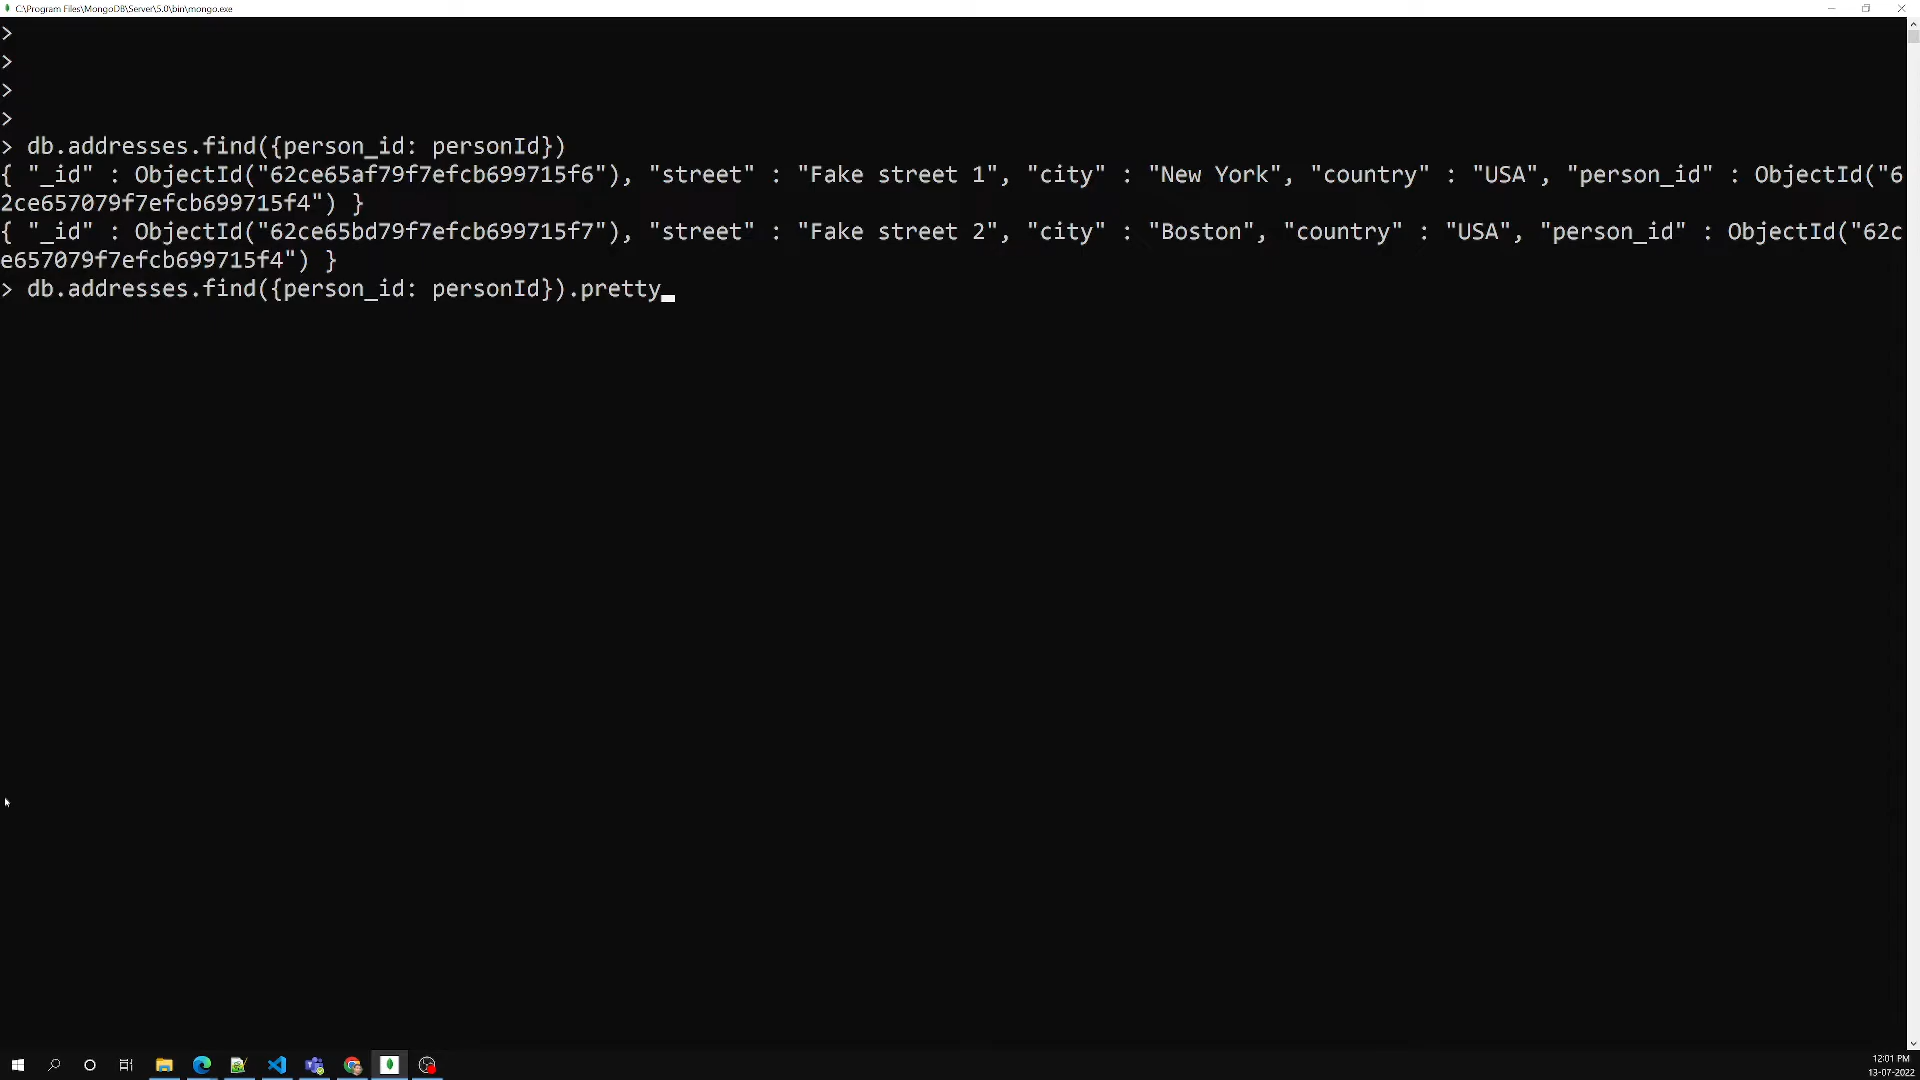 C:\Program Files\MongoDB\Server\5.0\bin\mongo.exe
>
>
>
>
> db.addresses.find({person_id: personId})
{ "_id" : ObjectId("62ce65af79f7efcb699715f6"), "street" : "Fake street 1", "city" : "New York", "country" : "USA", "person_id" : ObjectId("6
2ce657079f7efcb699715f4") }
{ "_id" : ObjectId("62ce65bd79f7efcb699715f7"), "street" : "Fake street 2", "city" : "Boston", "country" : "USA", "person_id" : ObjectId("62c
e657079f7efcb699715f4") }
> db.addresses.find({person_id: personId}).pretty_
12:01 PM
13-07-2022